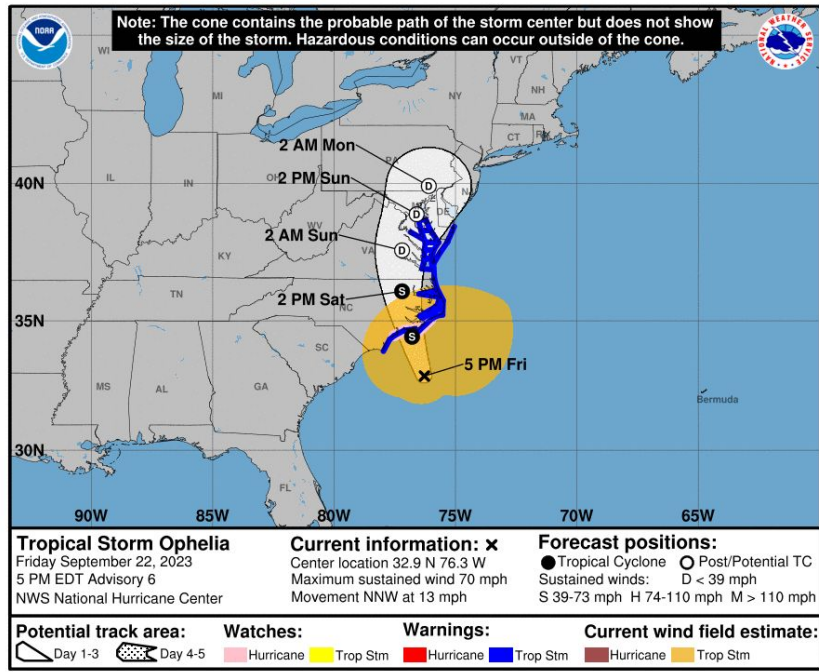 Note: The cone contains the probable path of the storm center but does not show
the size of the storm. Hazardous conditions can occur outside of the cone.
NOAA
NATIONAL WEATHER SERVICE
WI
MI
NY
VT
NH
MA
CT
RI
2 AM Mon
PA
D
2 PM Sun
D
N
DE
40N
IL
IN
OH
WV
2 AM Sun
D
VA
KY
2 PM Sat
S
TN
NC
35N
S
SC
5 PM Fri
MS
AL
GA
Bermuda
30N
FL
90W
85W
80W
75W
70W
65W
Tropical Storm Ophelia
Friday September 22, 2023
5 PM EDT Advisory 6
NWS National Hurricane Center
Current information: ×
Center location 32.9 N 76.3 W
Maximum sustained wind 70 mph
Movement NNW at 13 mph
Forecast positions:
Tropical Cyclone Post/Potential TC
Sustained winds: D < 39 mph
S 39-73 mph H 74-110 mph M > 110 mph
Potential track area:
Day 1-3 Day 4-5
Watches:
Hurricane Trop Stm
Warnings:
Hurricane Trop Stm
Current wind field estimate:
Hurricane Trop Stm